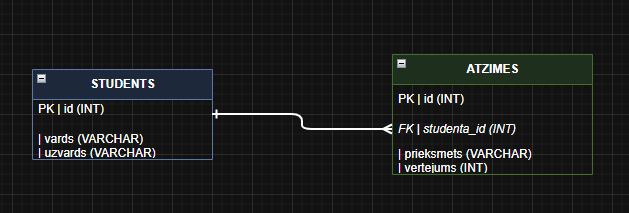 STUDENTS
PK | id (INT)
| vards (VARCHAR)
| uzvards (VARCHAR)
ATZIMES
PK | id (INT)
FK | studenta_id (INT)
| prieksmets (VARCHAR)
| vertejums (INT)